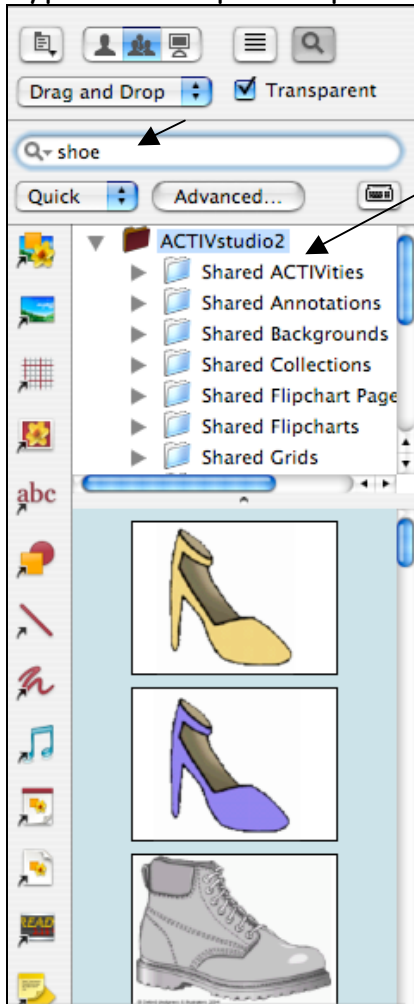 Drag and Drop
Transparent
shoe
Quick
Advanced...
ACTIVstudio2
Shared ACTIVities
Shared Annotations
Shared Backgrounds
Shared Collections
Shared Flipchart Page
Shared Flipcharts
Shared Grids
abc
READ